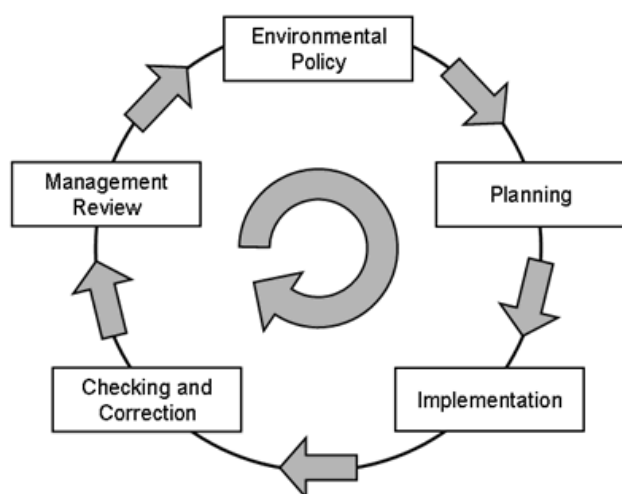 Environmental
Policy
Planning
Implementation
Checking and
Correction
Management
Review